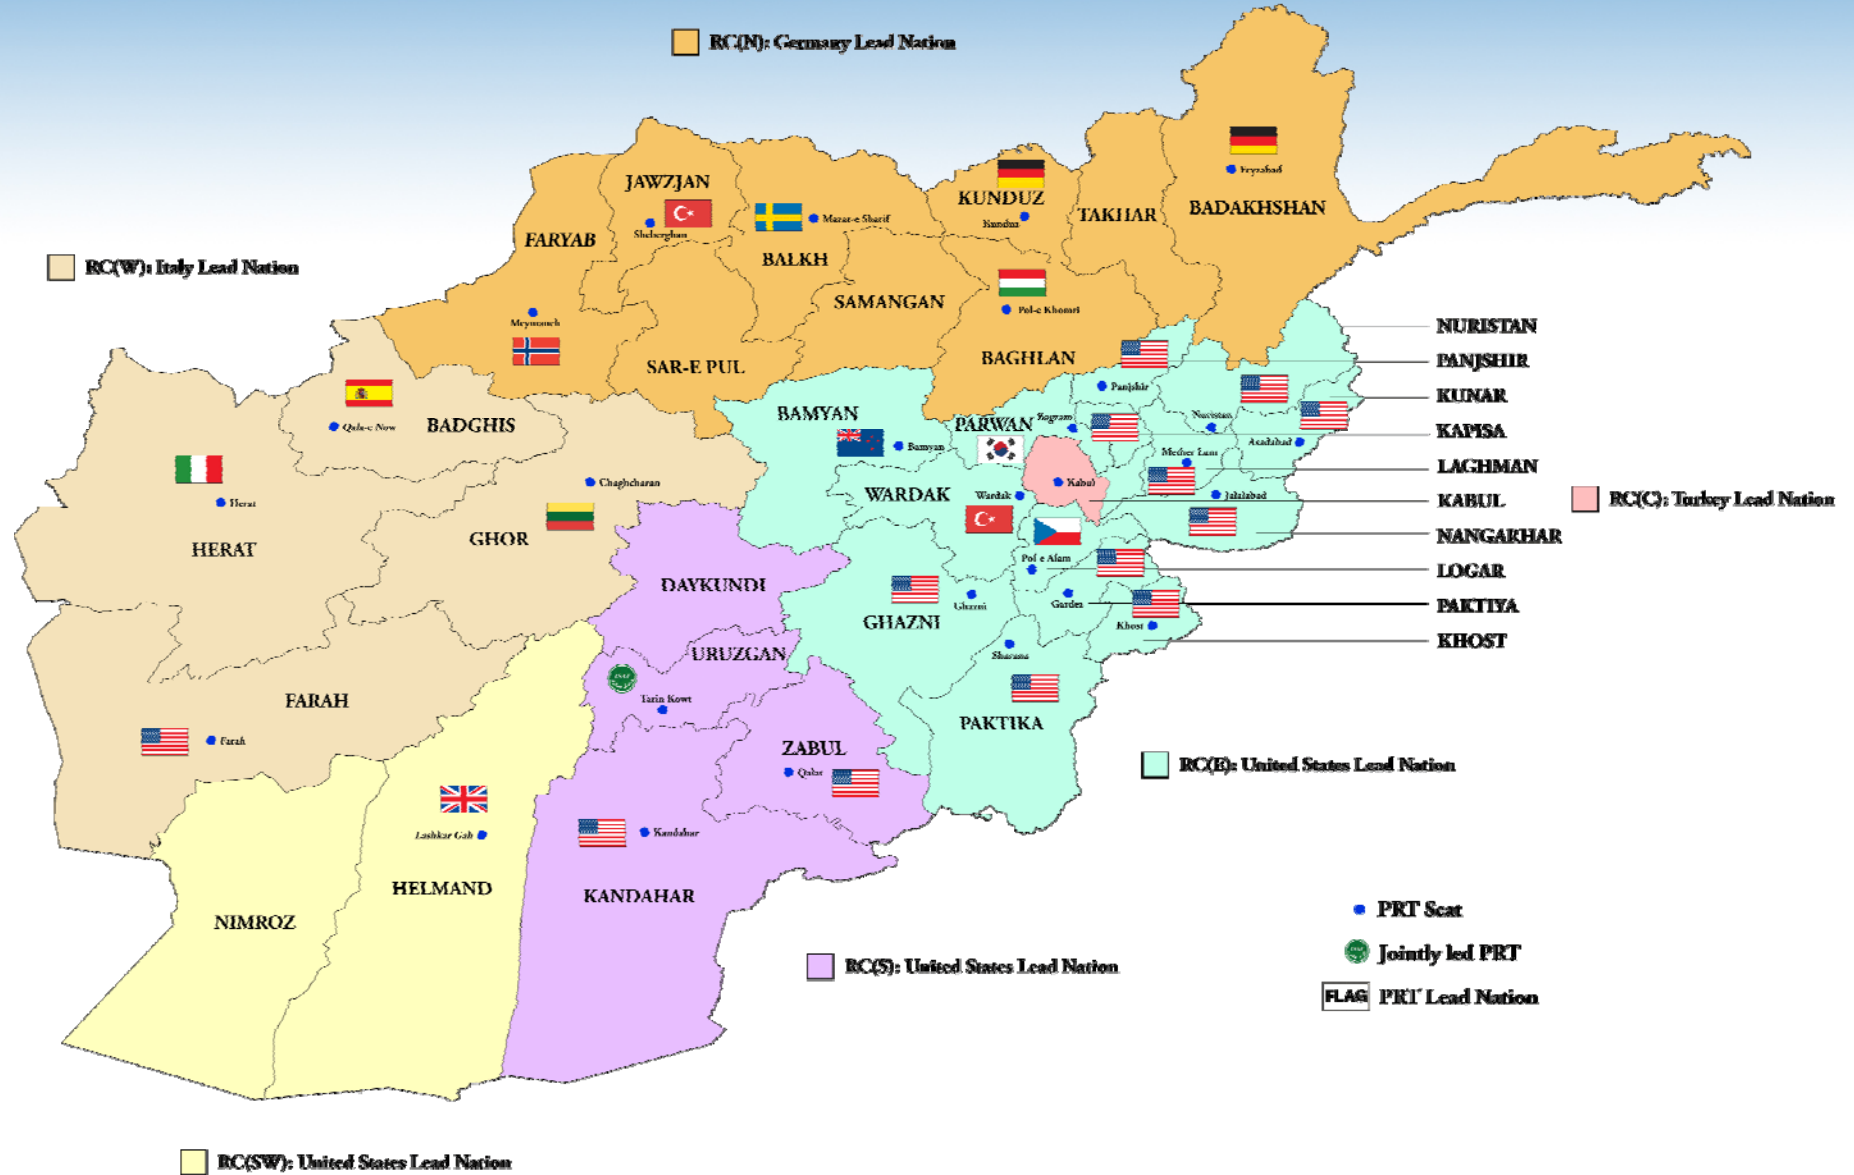 RC(N): Germany Lead Nation
Feyzabad
JAWZJAN
KUNDUZ
BADAKHSHAN
TAKHAR
Mazar-e Sharif
Kunduz
Sheberghan
FARYAB
BALKH
RC(W): Italy Lead Nation
SAMANGAN
Pol-e Khomri
Meymaneh
NURISTAN
BAGHLAN
PANJSHIR
SAR-E PUL
Panjshir
KUNAR
BAMYAN
Nuristan
BADGHIS
Qala-e Now
PARWAN
KAPISA
Asadabad
Bamyan
Mether Lam
LAGHMAN
Chaghcharan
Kabul
WARDAK
Wardak
Jalalabad
KABUL
RC(C): Turkey Lead Nation
Herat
GHOR
NANGARHAR
HERAT
Pol-e Alam
LOGAR
DAYKUNDI
Ghazni
Gardez
PAKTIYA
GHAZNI
Khost
KHOST
URUZGAN
Sharana
Tarin Kowt
FARAH
PAKTIKA
Farah
ZABUL
RC(E): United States Lead Nation
Qalat
Lashkar Gah
Kandahar
HELMAND
KANDAHAR
NIMROZ
PRT Seat
Jointly led PRT
RC(S): United States Lead Nation
FLAG PRT Lead Nation
RC(SW): United States Lead Nation